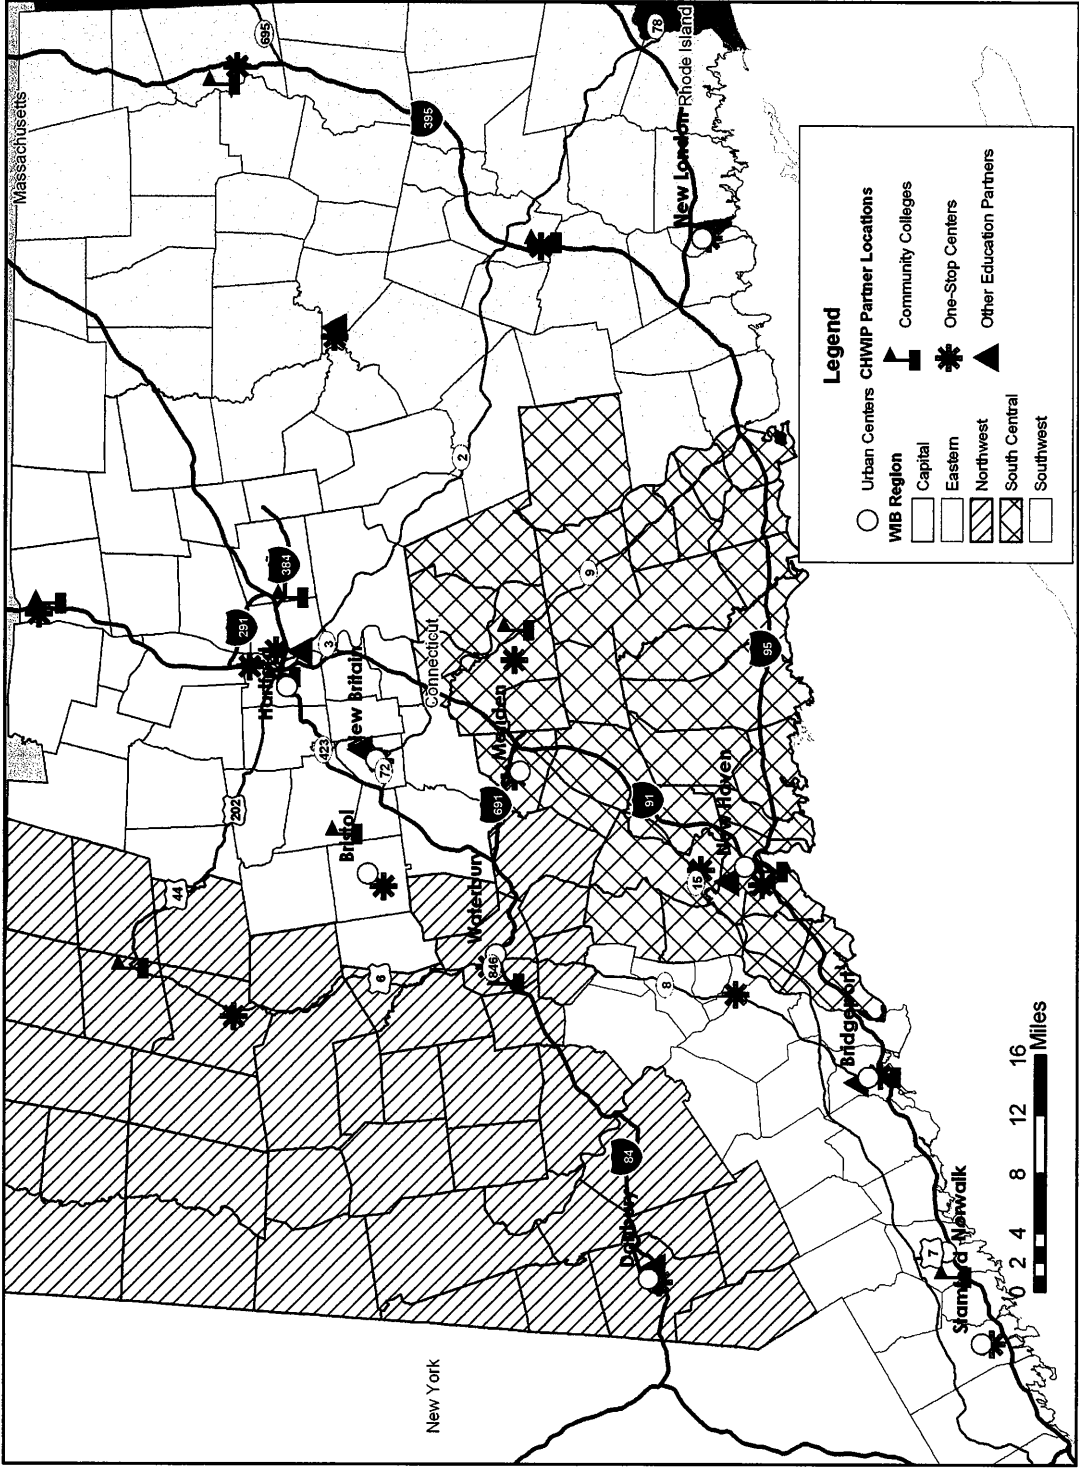 Massachusetts
Rhode Island
New York
Connecticut
Hartf
New Britain
Bristol
Waterbury
Meriden
New Haven
New London
Danbury
Bridgeport
Norwalk
Stamford
695
395
78
2
384
291
3
423
72
202
44
6
846
691
9
91
95
15
8
84
7
Legend
Urban Centers
WIB Region
Capital
Eastern
Northwest
South Central
Southwest
CHWIP Partner Locations
Community Colleges
One-Stop Centers
Other Education Partners
0 2 4 8 12 16
Miles